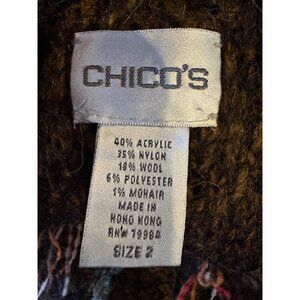 CHICO'S
40% ACRYLIC
35% NYLON
18% WOOL
6% POLYESTER
1% MOHAIR
MADE IN
HONG KONG
RN# 79984
SIZE 2